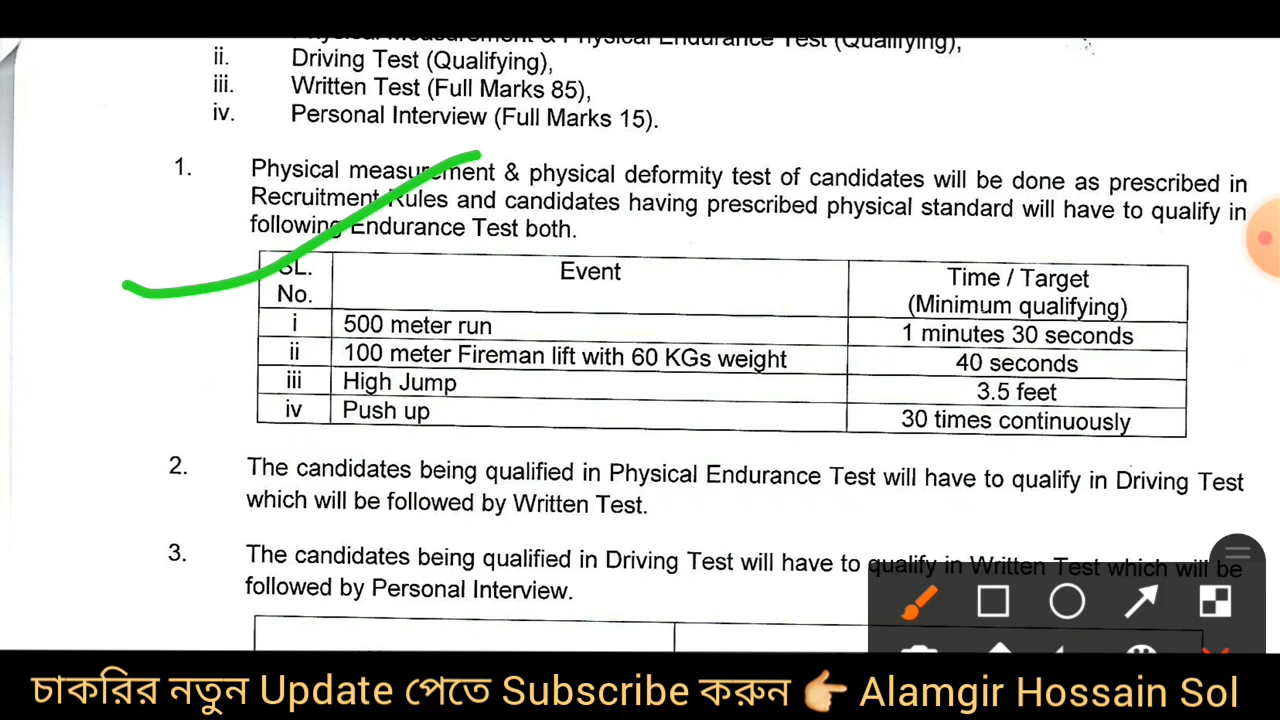 Physical Measurement & Physical Endurance Test (Qualifying),
ii. Driving Test (Qualifying),
iii. Written Test (Full Marks 85),
iv. Personal Interview (Full Marks 15).
1. Physical measurement & physical deformity test of candidates will be done as prescribed in
Recruitment Rules and candidates having prescribed physical standard will have to qualify in
following Endurance Test both.
SL. No. Event Time / Target (Minimum qualifying)
i 500 meter run 1 minutes 30 seconds
ii 100 meter Fireman lift with 60 KGs weight 40 seconds
iii High Jump 3.5 feet
iv Push up 30 times continuously
2. The candidates being qualified in Physical Endurance Test will have to qualify in Driving Test
which will be followed by Written Test.
3. The candidates being qualified in Driving Test will have to qualify in Written Test which will be
followed by Personal Interview.
চাকরির নতুন Update পেতে Subscribe করুন 👉 Alamgir Hossain Sol